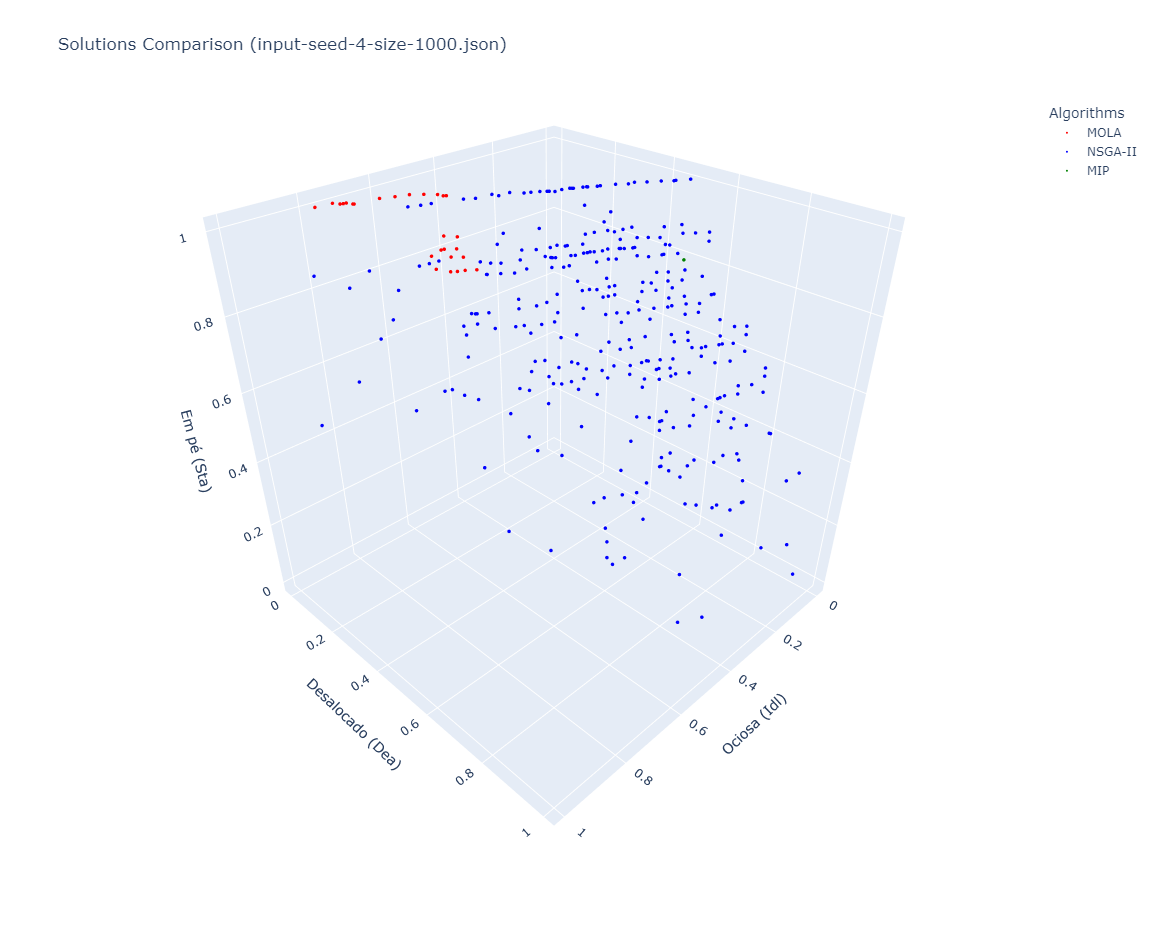 Solutions Comparison (input-seed-4-size-1000.json)
Algorithms
MOLA
NSGA-II
MIP
1
0.8
0.6
0.4
0.2
0
Em pé (Sta)
0
0.2
0.4
0.6
0.8
1
Desalocado (Dea)
0
0.2
0.4
0.6
0.8
1
Ociosa (Idl)